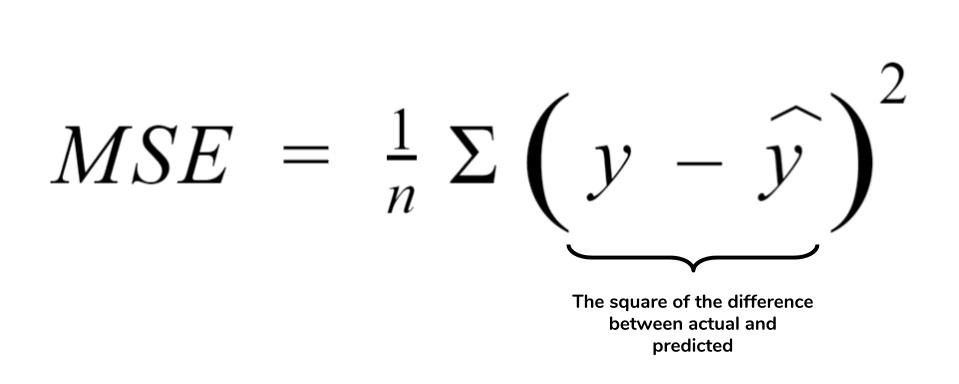 MSE = 1/n Σ (y − ŷ)²
The square of the difference
between actual and
predicted